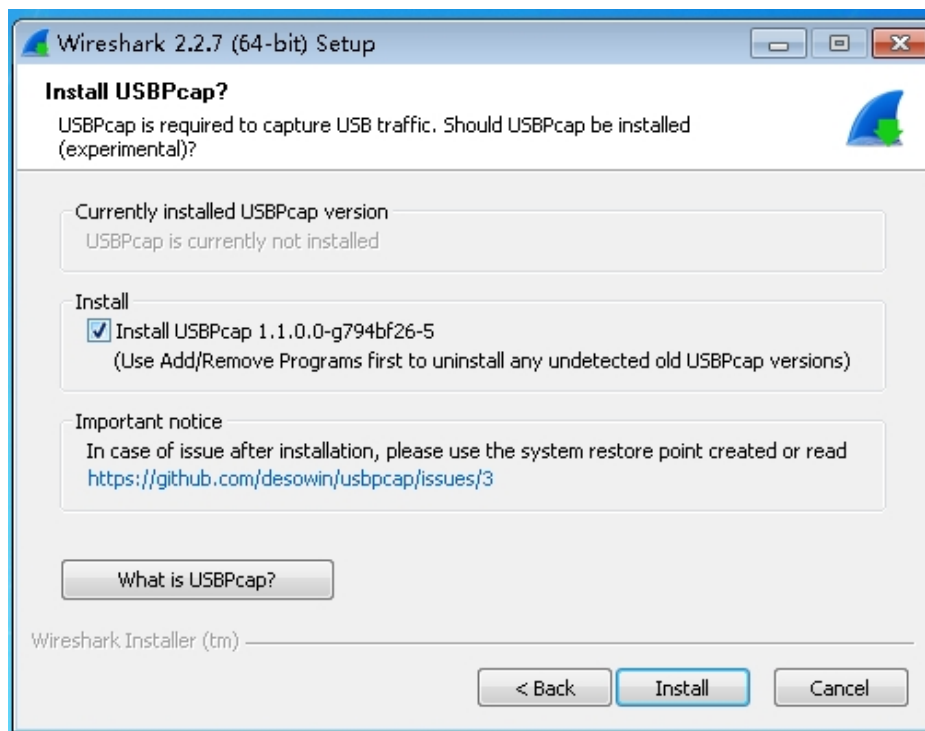 Wireshark 2.2.7 (64-bit) Setup
Install USBPcap?
USBPcap is required to capture USB traffic. Should USBPcap be installed
(experimental)?
Currently installed USBPcap version
USBPcap is currently not installed
Install
Install USBPcap 1.1.0.0-g794bf26-5
(Use Add/Remove Programs first to uninstall any undetected old USBPcap versions)
Important notice
In case of issue after installation, please use the system restore point created or read
https://github.com/desowin/usbpcap/issues/3
What is USBPcap?
Wireshark Installer (tm)
< Back Install Cancel